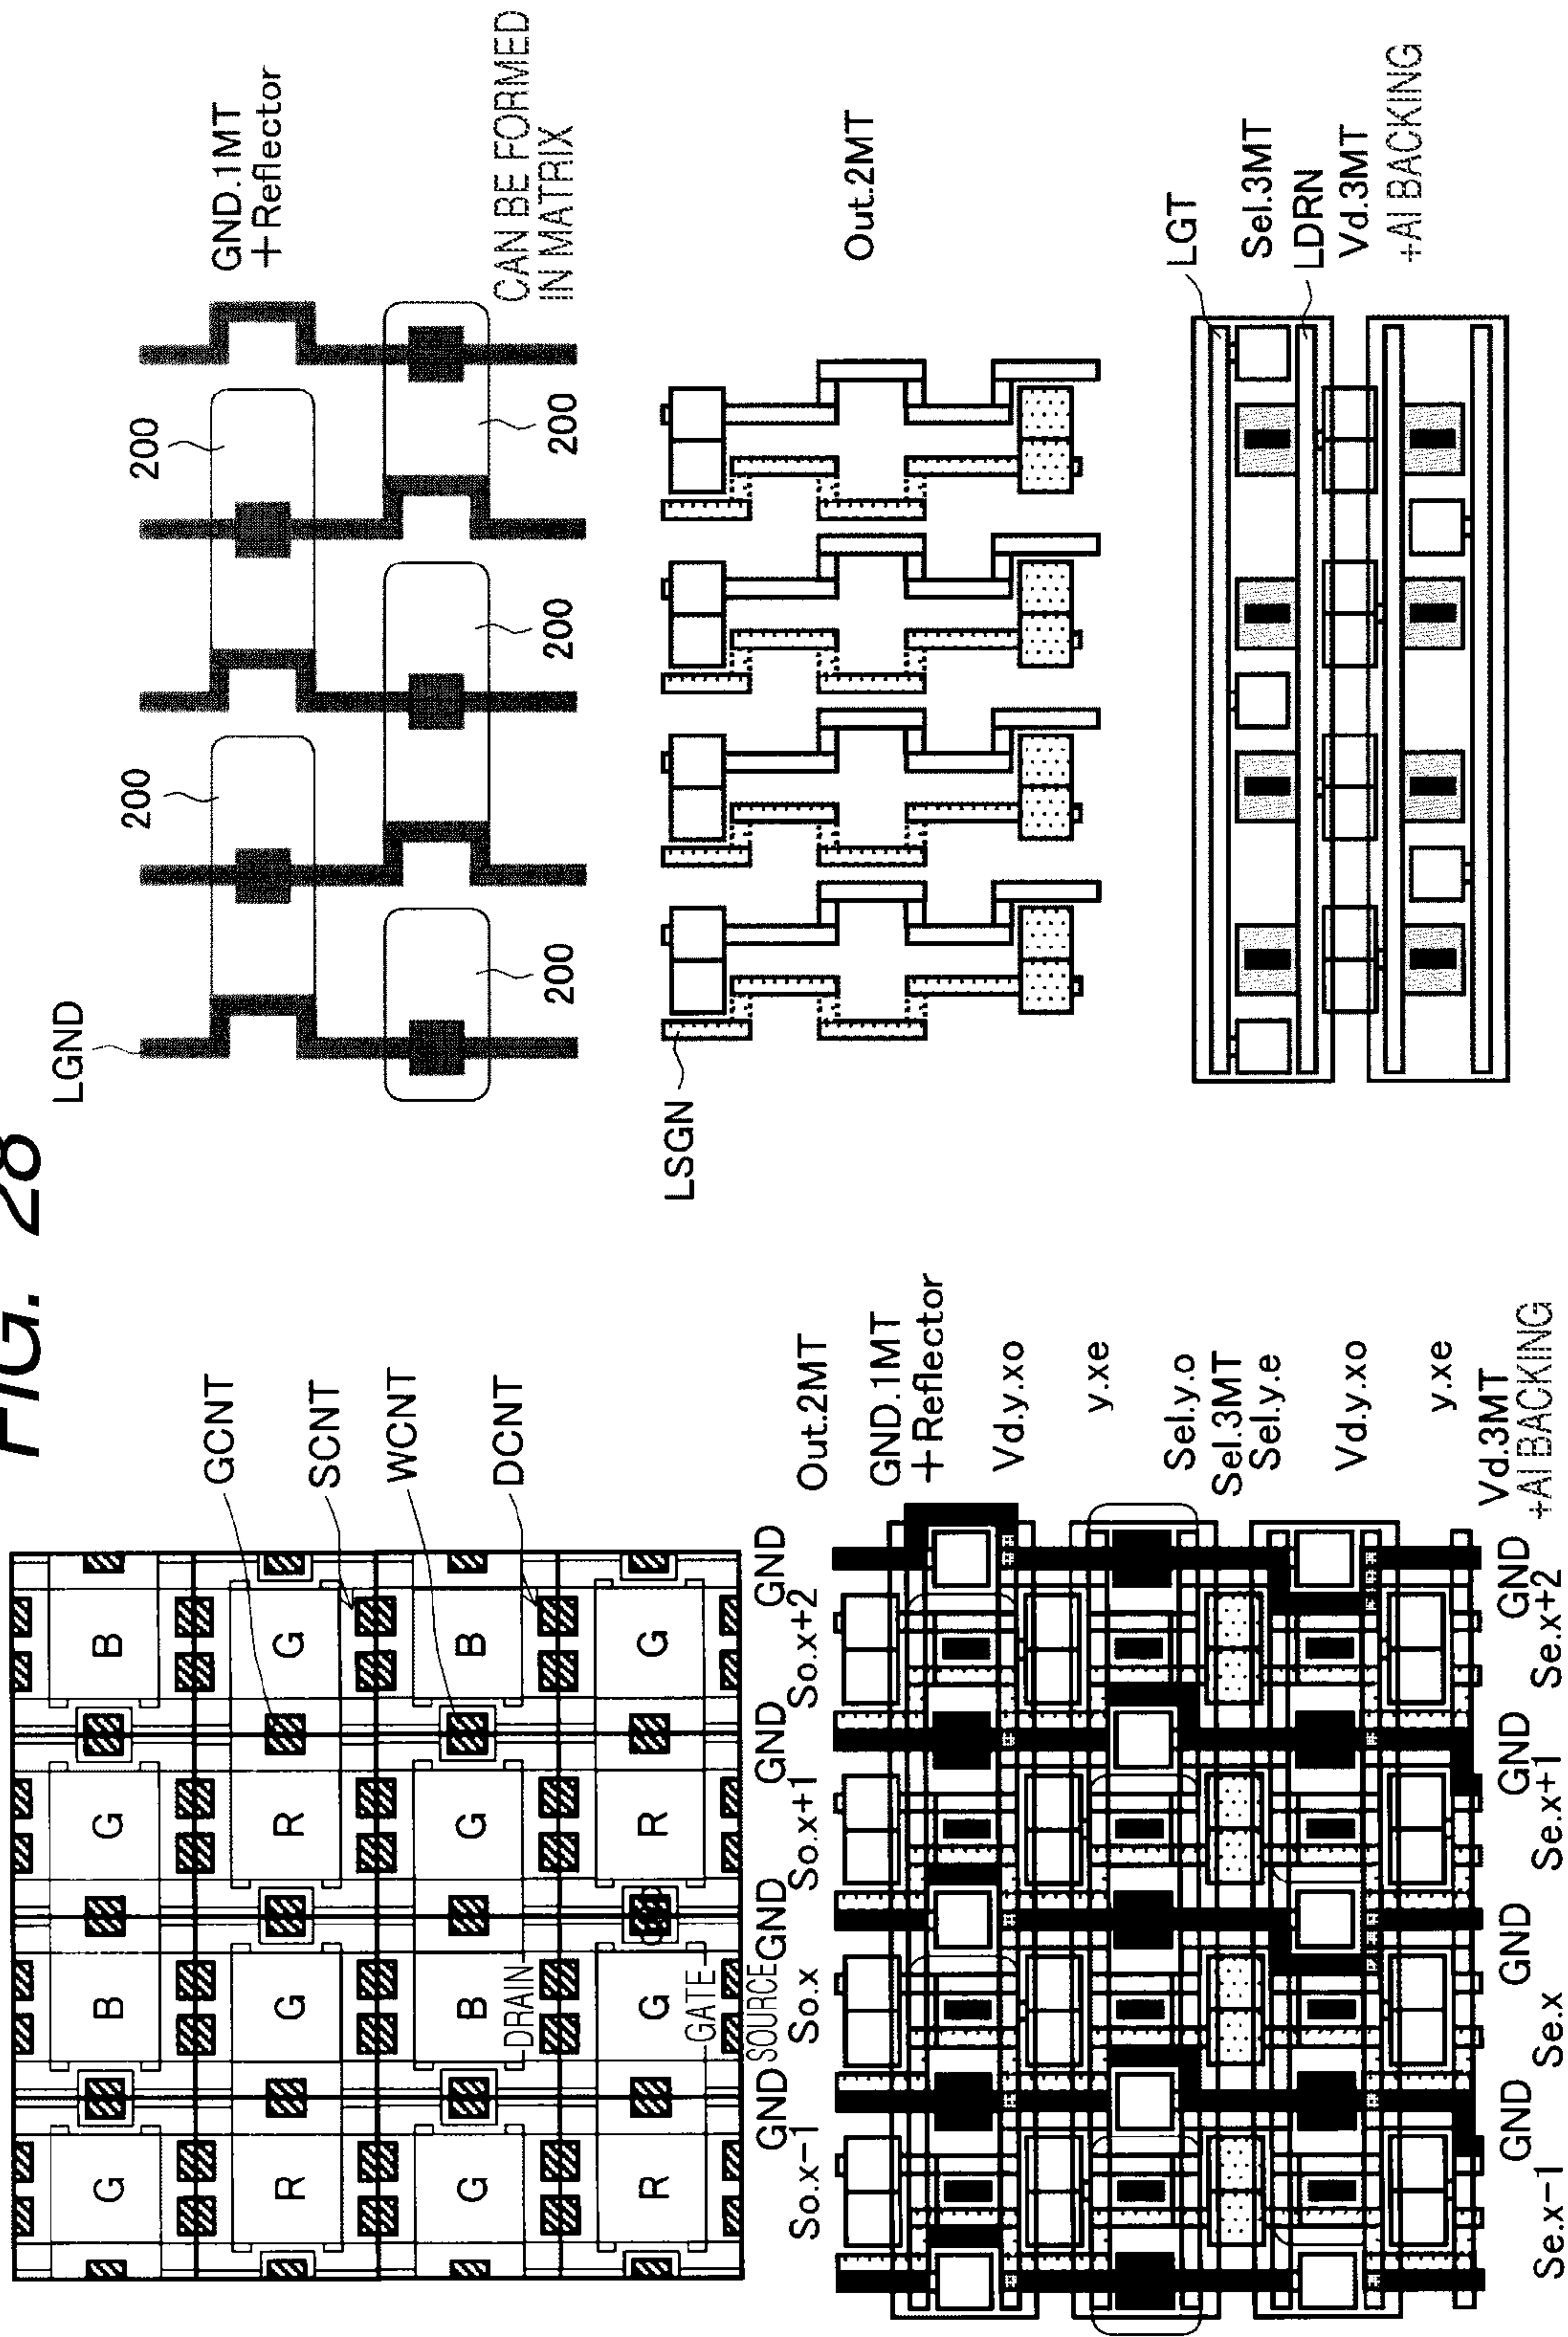 FIG. 28
G
B
G
B
R
G
R
G
G
B
G
B
R
G
R
G
DRAIN
GATE
SOURCE
GCNT
SCNT
WCNT
DCNT
LGND
200
200
200
200
200
GND.1MT
+Reflector
CAN BE FORMED
IN MATRIX
LSGN
Out.2MT
LGT
Sel.3MT
LDRN
Vd.3MT
+Al BACKING
So.x-1
GND
So.x
GND
So.x+1
GND
So.x+2
GND
Out.2MT
GND.1MT
+Reflector
Vd.y.xo
y.xe
Sel.y.o
Sel.3MT
Sel.y.e
Vd.y.xo
y.xe
Vd.3MT
+Al BACKING
Se.x-1
GND
Se.x
GND
Se.x+1
GND
Se.x+2
GND